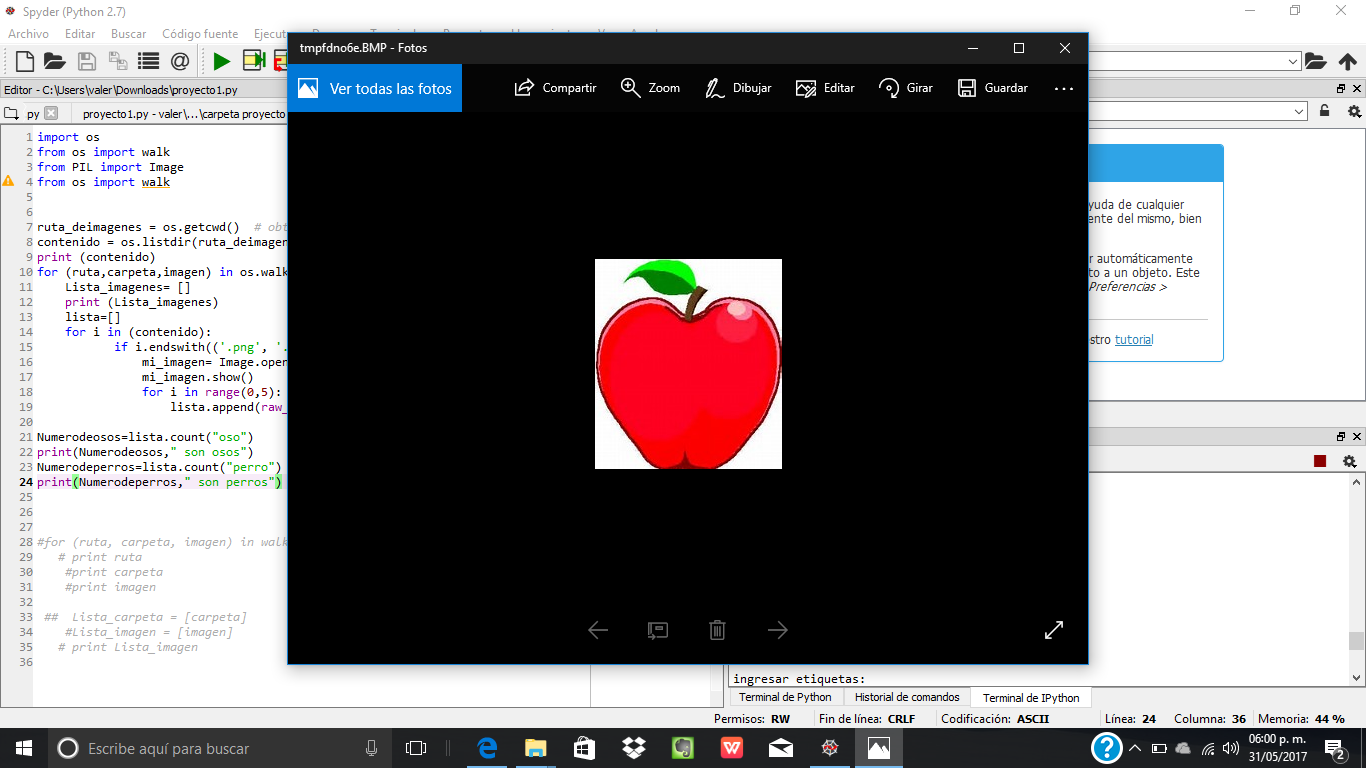 Spyder (Python 2.7)
Archivo Editar Buscar Código fuente Ejecut
Editor - C:\Users\valer\Downloads\proyecto1.py
py proyecto1.py - valer\...\carpeta proyecto
1 import os
2 from os import walk
3 from PIL import Image
4 from os import walk
5
6
7 ruta_deimagenes = os.getcwd() # obt
8 contenido = os.listdir(ruta_deimagen
9 print (contenido)
10 for (ruta,carpeta,imagen) in os.walk
11 Lista_imagenes= []
12 print (Lista_imagenes)
13 lista=[]
14 for i in (contenido):
15 if i.endswith(('.png', '.
16 mi_imagen= Image.open
17 mi_imagen.show()
18 for i in range(0,5):
19 lista.append(raw_
20
21 Numerodeosos=lista.count("oso")
22 print(Numerodeosos," son osos")
23 Numerodeperros=lista.count("perro")
24 print(Numerodeperros," son perros")
25
26
27
28 #for (ruta, carpeta, imagen) in walk
29 # print ruta
30 #print carpeta
31 #print imagen
32
33 ## Lista_carpeta = [carpeta]
34 #Lista_imagen = [imagen]
35 # print Lista_imagen
36
tmpfdno6e.BMP - Fotos
Ver todas las fotos
Compartir Zoom Dibujar Editar Girar Guardar
yuda de cualquier
ente del mismo, bien
r automáticamente
to a un objeto. Este
Preferencias >
stro tutorial
ingresar etiquetas:
Terminal de Python Historial de comandos Terminal de IPython
Permisos: RW Fin de línea: CRLF Codificación: ASCII Línea: 24 Columna: 36 Memoria: 44 %
Escribe aquí para buscar
06:00 p. m.
31/05/2017
2